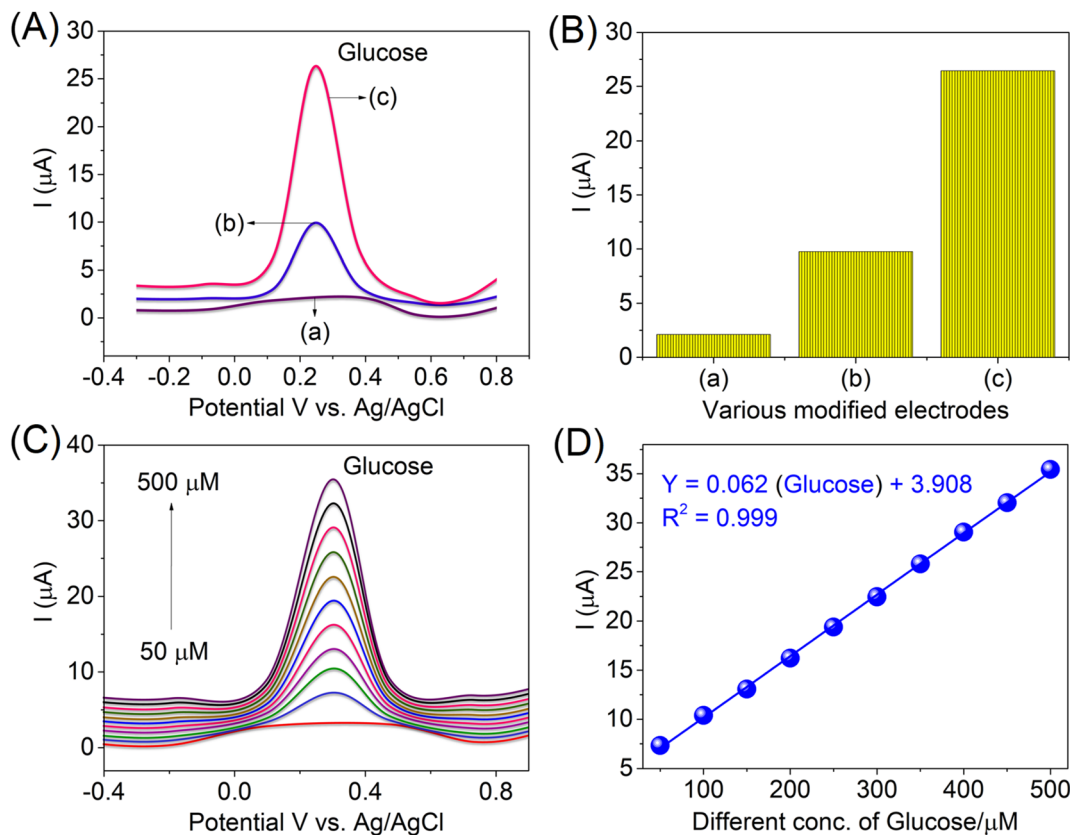 (A)
30
25
20
15
10
5
0
I (μA)
Glucose
(c)
(b)
(a)
-0.4
-0.2
0.0
0.2
0.4
0.6
0.8
Potential V vs. Ag/AgCl
(B)
30
25
20
15
10
5
0
I (μA)
(a)
(b)
(c)
Various modified electrodes
(C)
40
30
20
10
0
I (μA)
500 μM
50 μM
Glucose
-0.4
0.0
0.4
0.8
Potential V vs. Ag/AgCl
(D)
35
30
25
20
15
10
5
I (μA)
Y = 0.062 (Glucose) + 3.908
R² = 0.999
100
200
300
400
500
Different conc. of Glucose/μM